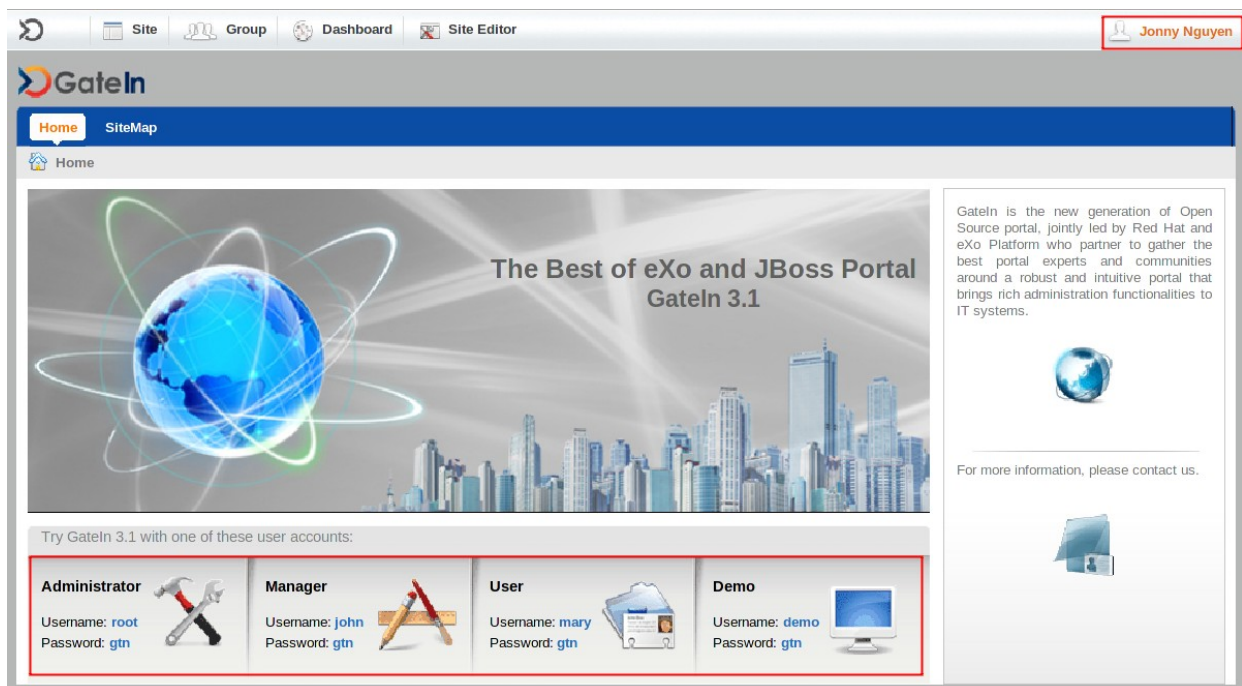 Site Group Dashboard Site Editor Jonny Nguyen
GateIn
Home SiteMap
Home
The Best of eXo and JBoss Portal
GateIn 3.1
GateIn is the new generation of Open
Source portal, jointly led by Red Hat and
eXo Platform who partner to gather the
best portal experts and communities
around a robust and intuitive portal that
brings rich administration functionalities to
IT systems.
For more information, please contact us.
Try GateIn 3.1 with one of these user accounts:
Administrator
Username: root
Password: gtn
Manager
Username: john
Password: gtn
User
Username: mary
Password: gtn
Demo
Username: demo
Password: gtn